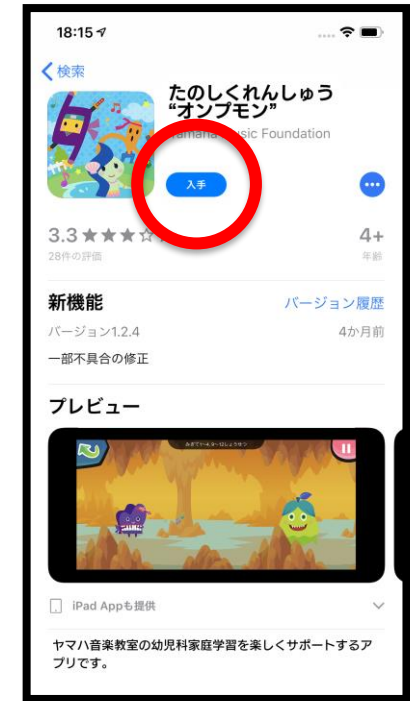 18:15
検索
たのしくれんしゅう
“オンプモン”
Yamaha Music Foundation
入手
3.3
4+
28件の評価
年齢
新機能
バージョン履歴
バージョン1.2.4
4か月前
一部不具合の修正
プレビュー
iPad Appも提供
ヤマハ音楽教室の幼児科家庭学習を楽しくサポートするア
プリです。